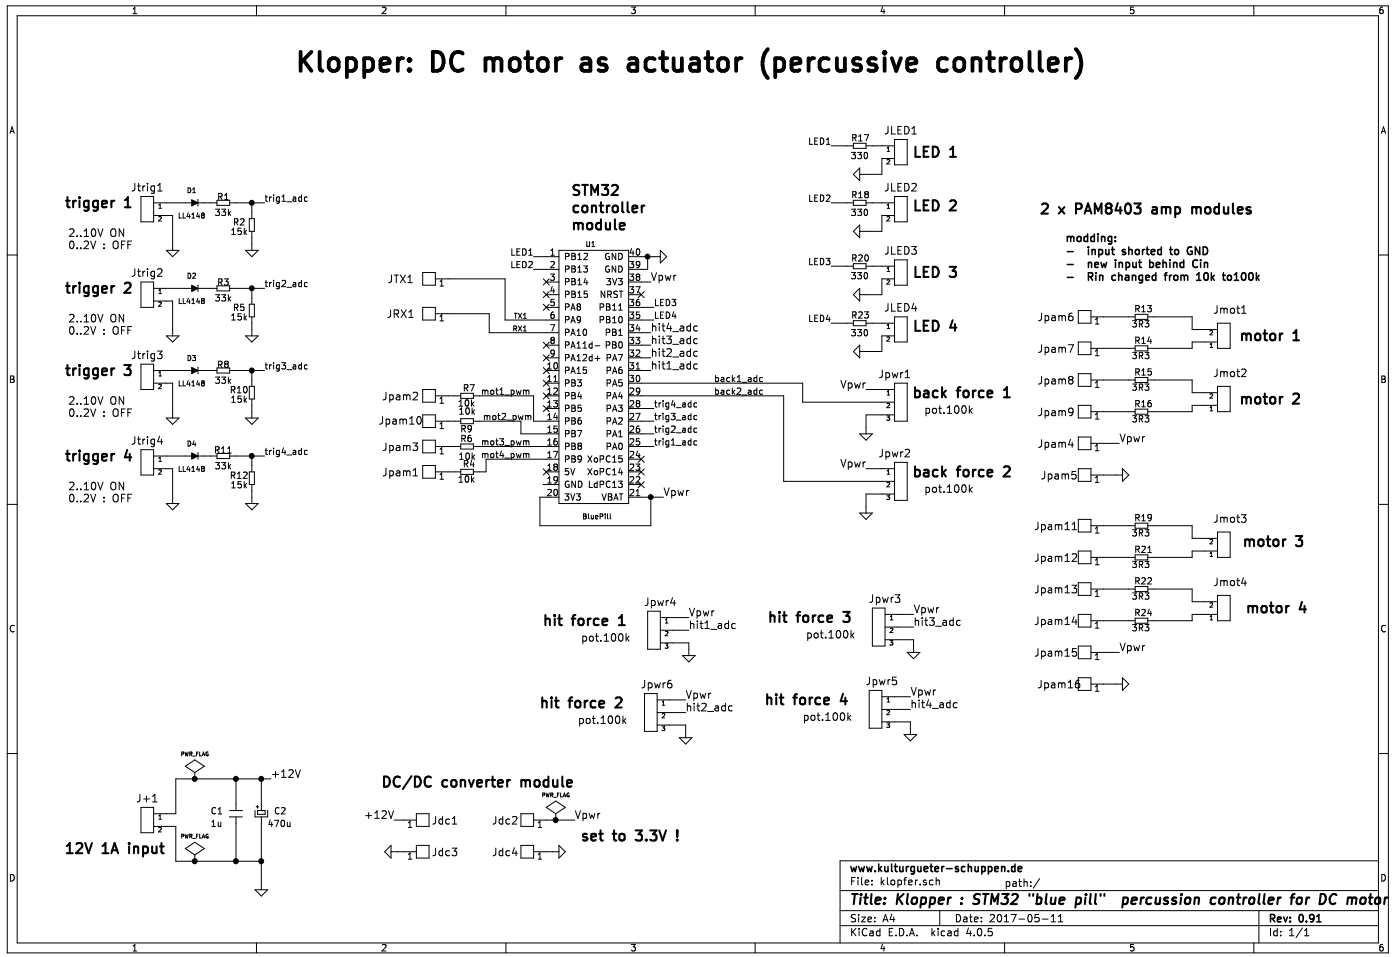 1 2 3 4 5 6
Klopper: DC motor as actuator (percussive controller)
A A
B B
C C
D D
trigger 1
2..10V ON
0..2V : OFF
Jtrig1
1
2
D1
LL4148
R1
33k
trig1_adc
R2
15k
trigger 2
2..10V ON
0..2V : OFF
Jtrig2
1
2
D2
LL4148
R3
33k
trig2_adc
R5
15k
trigger 3
2..10V ON
0..2V : OFF
Jtrig3
1
2
D3
LL4148
R8
33k
trig3_adc
R10
15k
trigger 4
2..10V ON
0..2V : OFF
Jtrig4
1
2
D4
LL4148
R11
33k
trig4_adc
R12
15k
STM32
controller
module
U1
LED1 1 PB12 GND 40
LED2 2 PB13 GND 39
3 PB14 3V3 38 Vpwr
4 PB15 NRST 37
5 PA8 PB11 36 LED3
TX1 6 PA9 PB10 35 LED4
RX1 7 PA10 PB1 34 hit4_adc
8 PA11d- PB0 33 hit3_adc
9 PA12d+ PA7 32 hit2_adc
10 PA15 PA6 31 hit1_adc
11 PB3 PA5 30 back1_adc
12 PB4 PA4 29 back2_adc
13 PB5 PA3 28 trig4_adc
14 PB6 PA2 27 trig3_adc
15 PB7 PA1 26 trig2_adc
16 PB8 PA0 25 trig1_adc
17 PB9 XoPC15 24
18 5V XoPC14 23
19 GND LdPC13 22
20 3V3 VBAT 21 Vpwr
BluePill
JTX1 1
JRX1 1
Jpam2 1 R7 10k mot1_pwm
Jpam10 1 R9 10k mot2_pwm
Jpam3 1 R6 10k mot3_pwm
Jpam1 1 R4 10k mot4_pwm
LED1 R17 330 JLED1 1 2 LED 1
LED2 R18 330 JLED2 1 2 LED 2
LED3 R20 330 JLED3 1 2 LED 3
LED4 R23 330 JLED4 1 2 LED 4
Jpwr1
Vpwr 1 2 3
back force 1
pot.100k
Jpwr2
Vpwr 1 2 3
back force 2
pot.100k
2 x PAM8403 amp modules
modding:
- input shorted to GND
- new input behind Cin
- Rin changed from 10k to100k
Jpam6 1 R13 3R3 Jmot1
Jpam7 1 R14 3R3 2 1 motor 1
Jpam8 1 R15 3R3 Jmot2
Jpam9 1 R16 3R3 2 1 motor 2
Jpam4 1 Vpwr
Jpam5 1
Jpam11 1 R19 3R3 Jmot3
Jpam12 1 R21 3R3 2 1 motor 3
Jpam13 1 R22 3R3 Jmot4
Jpam14 1 R24 3R3 2 1 motor 4
Jpam15 1 Vpwr
Jpam16 1
hit force 1
pot.100k
Jpwr4
1 Vpwr
2 hit1_adc
3
hit force 3
pot.100k
Jpwr3
1 Vpwr
2 hit3_adc
3
hit force 2
pot.100k
Jpwr6
1 Vpwr
2 hit2_adc
3
hit force 4
pot.100k
Jpwr5
1 Vpwr
2 hit4_adc
3
PWR_FLAG
+12V
J+1
1
2
C1
1u
+
C2
470u
PWR_FLAG
12V 1A input
DC/DC converter module
PWR_FLAG
+12V 1 Jdc1 Jdc2 1 Vpwr
set to 3.3V !
1 Jdc3 Jdc4 1
www.kulturgueter-schuppen.de
File: klopfer.sch path:/
Title: Klopper : STM32 "blue pill" percussion controller for DC motor
Size: A4 Date: 2017-05-11 Rev: 0.91
KiCad E.D.A. kicad 4.0.5 Id: 1/1
1 2 3 4 5 6